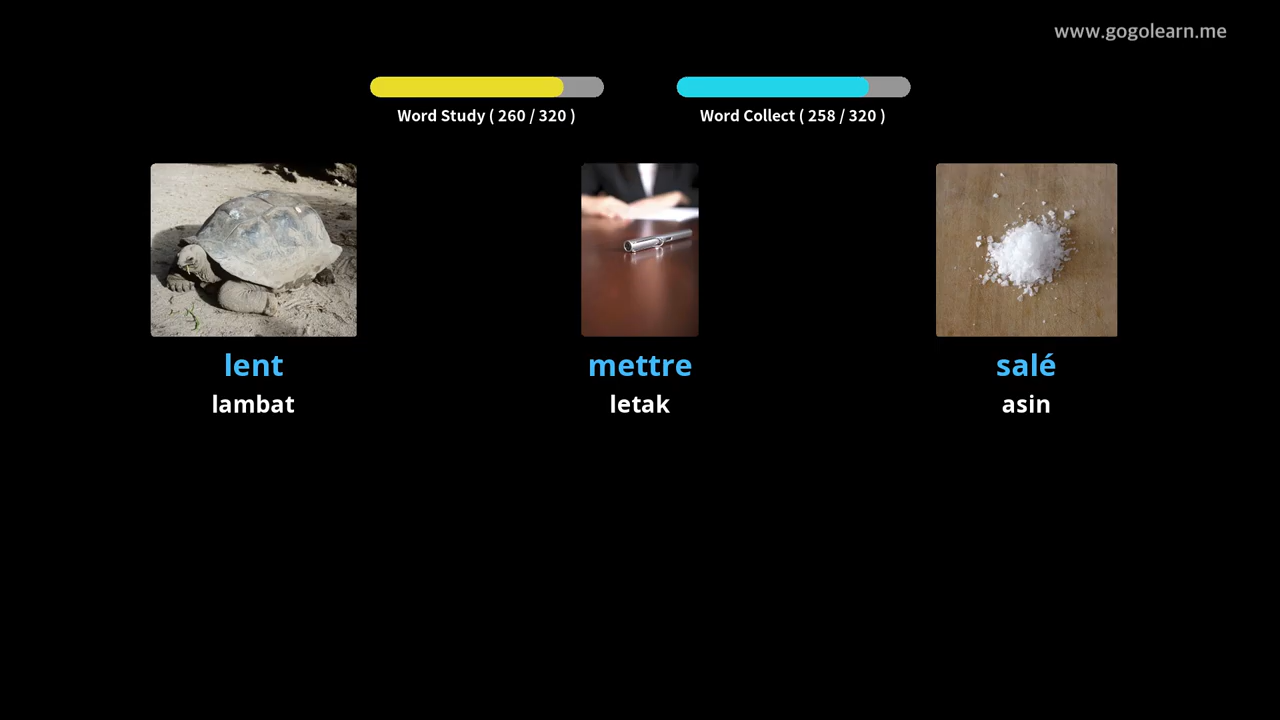 www.gogolearn.me
Word Study ( 260 / 320 )
Word Collect ( 258 / 320 )
lent
lambat
mettre
letak
salé
asin